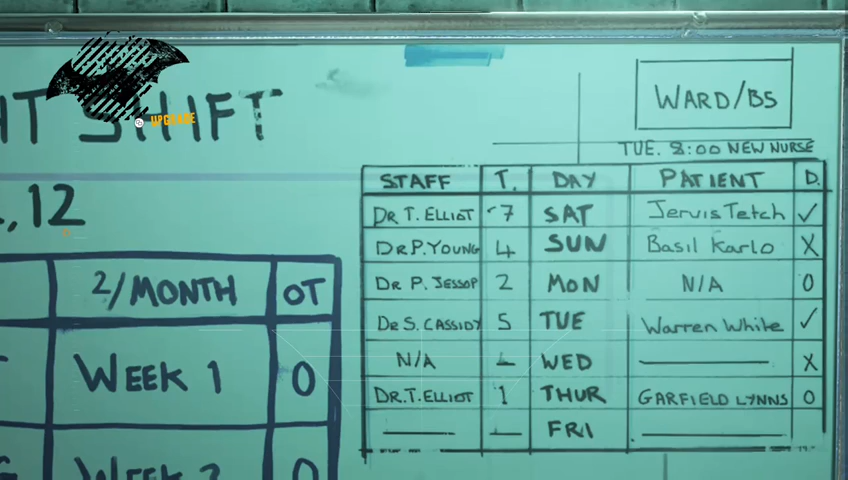 UPGRADE
HT SHIFT
,12
2/MONTH OT
WEEK 1 0
WEEK 2 0
WARD/B5
TUE. 8:00 NEW NURSE
STAFF T. DAY PATIENT D.
DR T. ELLIOT 7 SAT Jervis Tetch ✓
DR P. YOUNG 4 SUN Basil Karlo X
DR P. JESSOP 2 MON N/A 0
DR S. CASSIDY 5 TUE Warren White ✓
N/A - WED X
DR.T. ELLIOT 1 THUR GARFIELD LYNNS 0
FRI